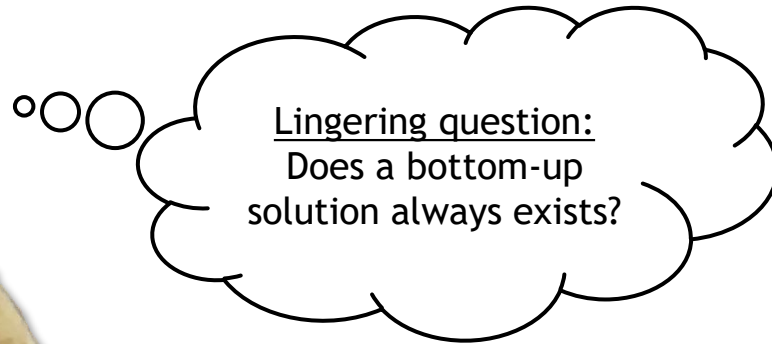 Lingering question:
Does a bottom-up
solution always exists?